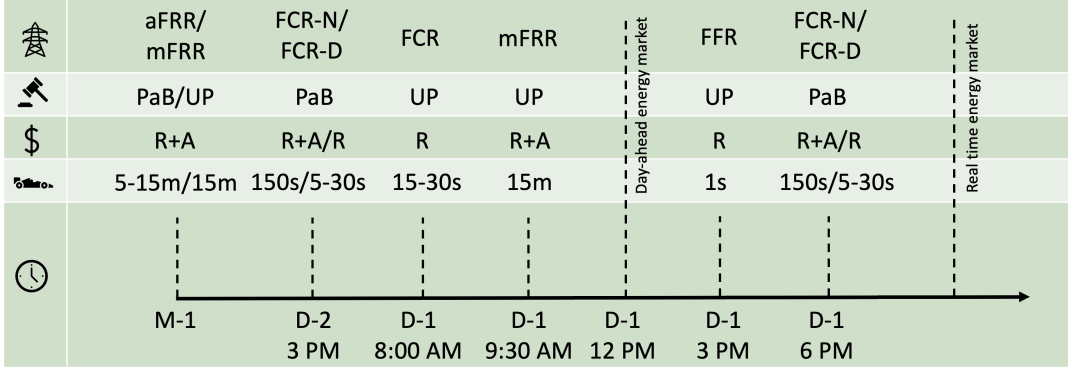 aFRR/
mFRR
FCR-N/
FCR-D
FCR
mFRR
Day-ahead energy market
FFR
FCR-N/
FCR-D
Real time energy market
PaB/UP
PaB
UP
UP
UP
PaB
$
R+A
R+A/R
R
R+A
R
R+A/R
5-15m/15m
150s/5-30s
15-30s
15m
1s
150s/5-30s
M-1
D-2
3 PM
D-1
8:00 AM
D-1
9:30 AM
D-1
12 PM
D-1
3 PM
D-1
6 PM